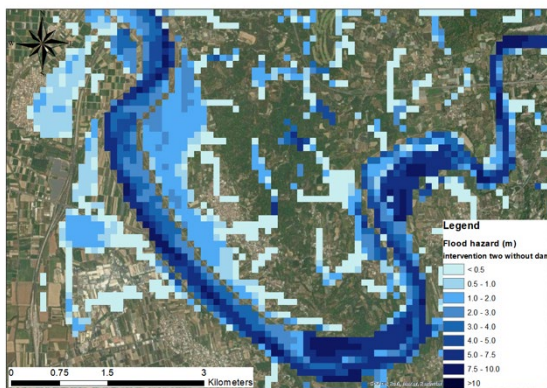 Legend
Flood hazard (m)
intervention two without dam
< 0.5
0.5 - 1.0
1.0 - 2.0
2.0 - 3.0
3.0 - 4.0
4.0 - 5.0
5.0 - 7.5
7.5 - 10.0
>10
0 0.75 1.5 3
Kilometers